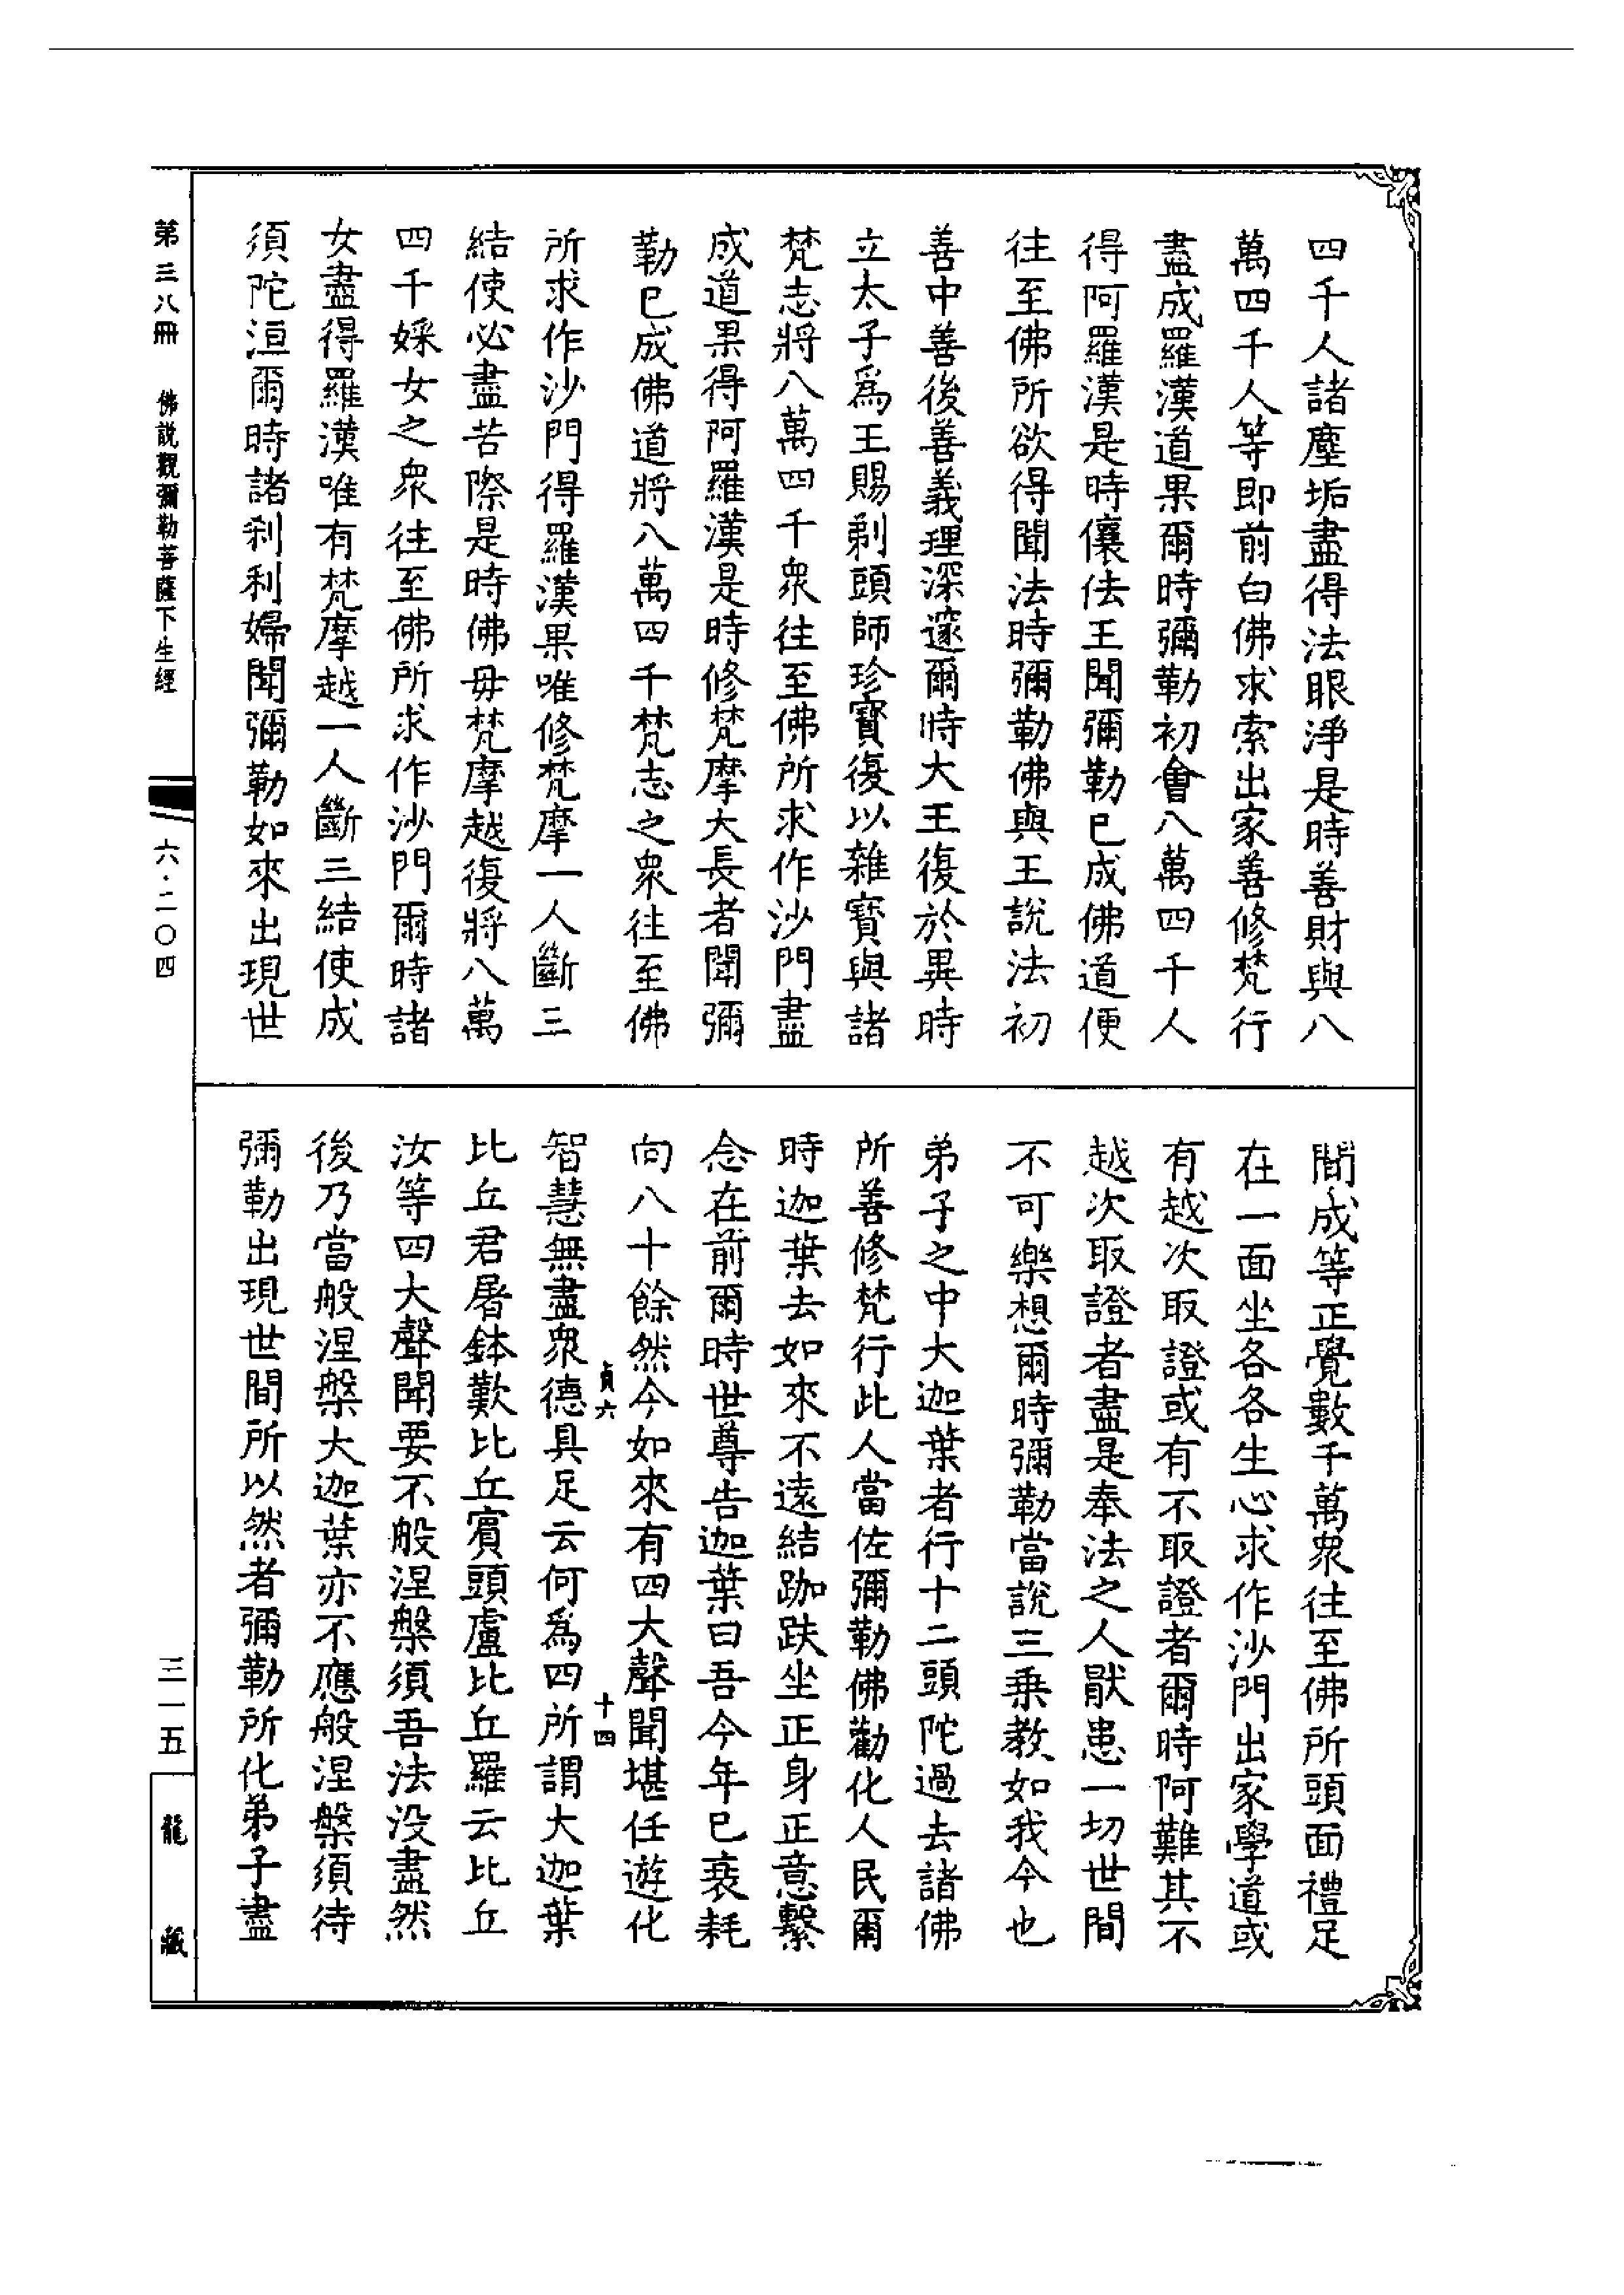 四千人諸塵垢盡得法眼淨是時善財與八
萬四千人等即前白佛求索出家善修梵行
盡成羅漢道果爾時彌勒初會八萬四千人
得阿羅漢是時儴佉王聞彌勒已成佛道便
往至佛所欲得聞法時彌勒佛與王說法初
善中善後善義理深邃爾時大王復於異時
立太子為王賜剃頭師珍寶復以雜寶與諸
梵志將八萬四千眾往至佛所求作沙門盡
成道果得阿羅漢是時修梵摩大長者聞彌
勒已成佛道將八萬四千梵志之眾往至佛
所求作沙門得羅漢果唯修梵摩一人斷三
結使必盡苦際是時佛母梵摩越復將八萬
四千婇女之眾往至佛所求作沙門爾時諸
女盡得羅漢唯有梵摩越一人斷三結使成
須陀洹爾時諸剎利婦聞彌勒如來出現世
間成等正覺數千萬眾往至佛所頭面禮足
在一面坐各各生心求作沙門出家學道或
有越次取證或有不取證者爾時阿難其不
越次取證者盡是奉法之人厭患一切世間
不可樂想爾時彌勒當說三乘教如我今也
弟子之中大迦葉者行十二頭陀過去諸佛
所善修梵行此人當佐彌勒佛勸化人民爾
時迦葉去如來不遠結跏趺坐正身正意繫
念在前爾時世尊告迦葉曰吾今年已衰耗
向八十餘然今如來有四大聲聞堪任遊化
貞六 十四
智慧無盡眾德具足云何為四所謂大迦葉
比丘君屠鉢歎比丘賓頭盧比丘羅云比丘
汝等四大聲聞要不般涅槃須吾法沒盡然
後乃當般涅槃大迦葉亦不應般涅槃須待
彌勒出現世間所以然者彌勒所化弟子盡
第三八冊 佛說觀彌勒菩薩下生經 六·二〇四 三一五 龍藏